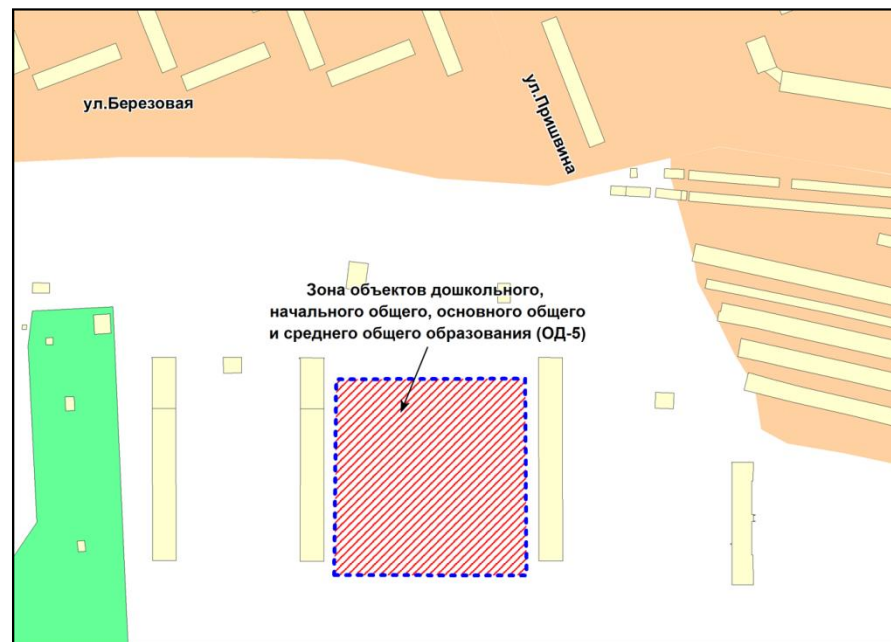 ул.Березовая
ул.Пришвина
Зона объектов дошкольного,
начального общего, основного общего
и среднего общего образования (ОД-5)